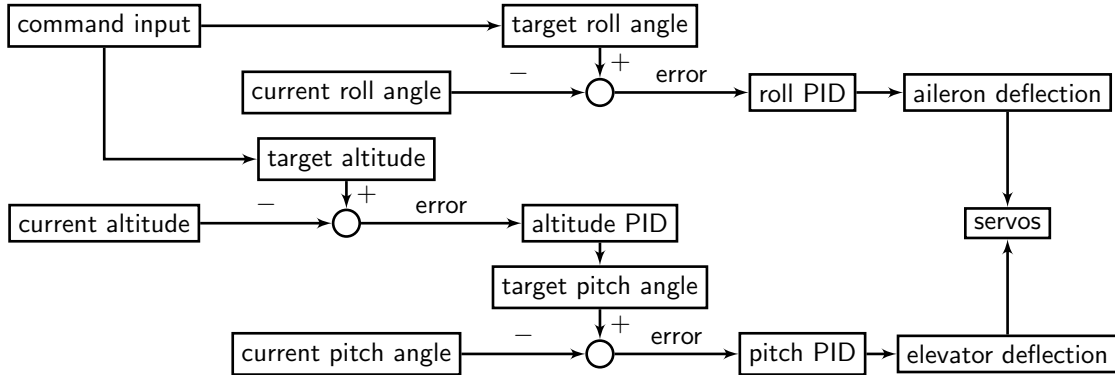 command input
target roll angle
− +
current roll angle
error
roll PID
aileron deflection
target altitude
− +
current altitude
error
altitude PID
servos
target pitch angle
− +
current pitch angle
error
pitch PID
elevator deflection